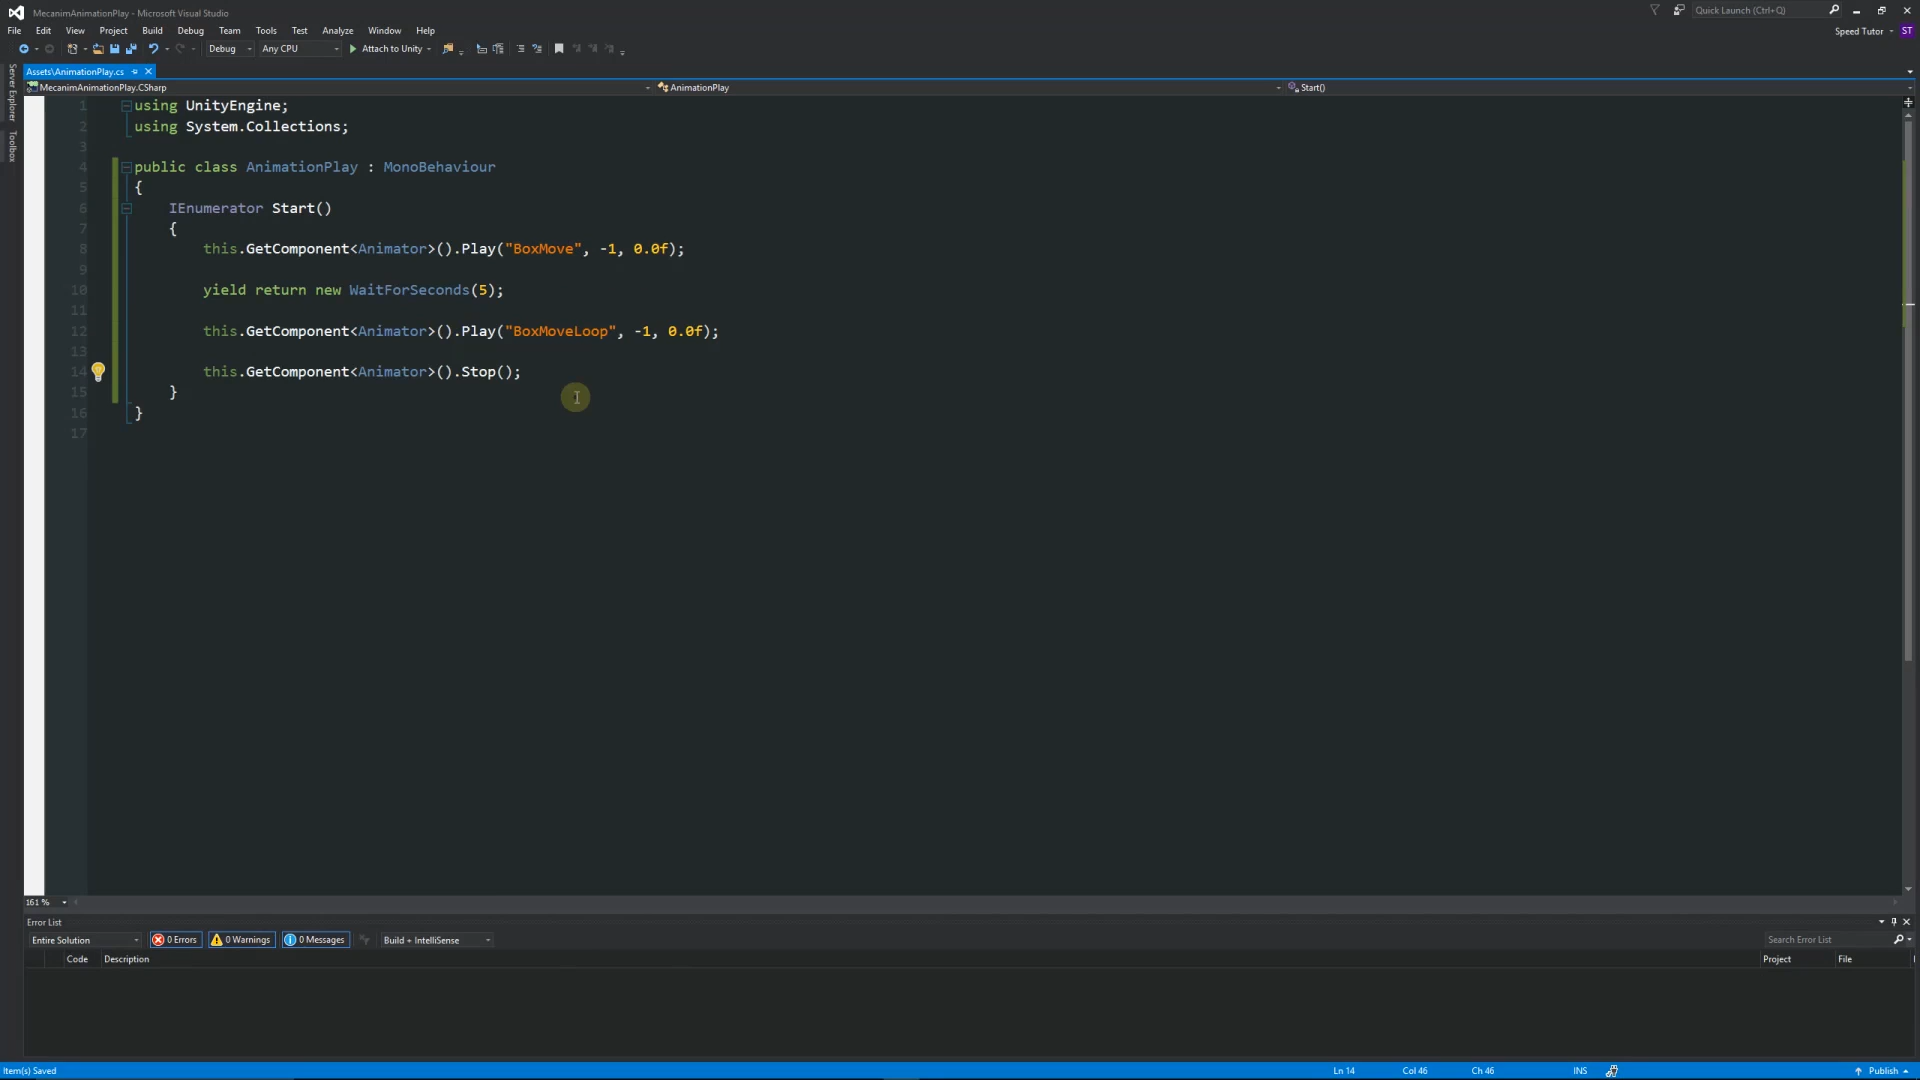 MecanimAnimationPlay - Microsoft Visual Studio
Quick Launch (Ctrl+Q)
File Edit View Project Build Debug Team Tools Test Analyze Window Help
Speed Tutor ST
Debug Any CPU Attach to Unity
Server Explorer
Toolbox
Assets\AnimationPlay.cs
MecanimAnimationPlay.CSharp AnimationPlay Start()
1 using UnityEngine;
2 using System.Collections;
3
4 public class AnimationPlay : MonoBehaviour
5 {
6 IEnumerator Start()
7 {
8 this.GetComponent<Animator>().Play("BoxMove", -1, 0.0f);
9
10 yield return new WaitForSeconds(5);
11
12 this.GetComponent<Animator>().Play("BoxMoveLoop", -1, 0.0f);
13
14 this.GetComponent<Animator>().Stop();
15 }
16 }
17
161 %
Error List
Entire Solution 0 Errors 0 Warnings 0 Messages Build + IntelliSense Search Error List
Code Description Project File
Item(s) Saved Ln 14 Col 46 Ch 46 INS Publish